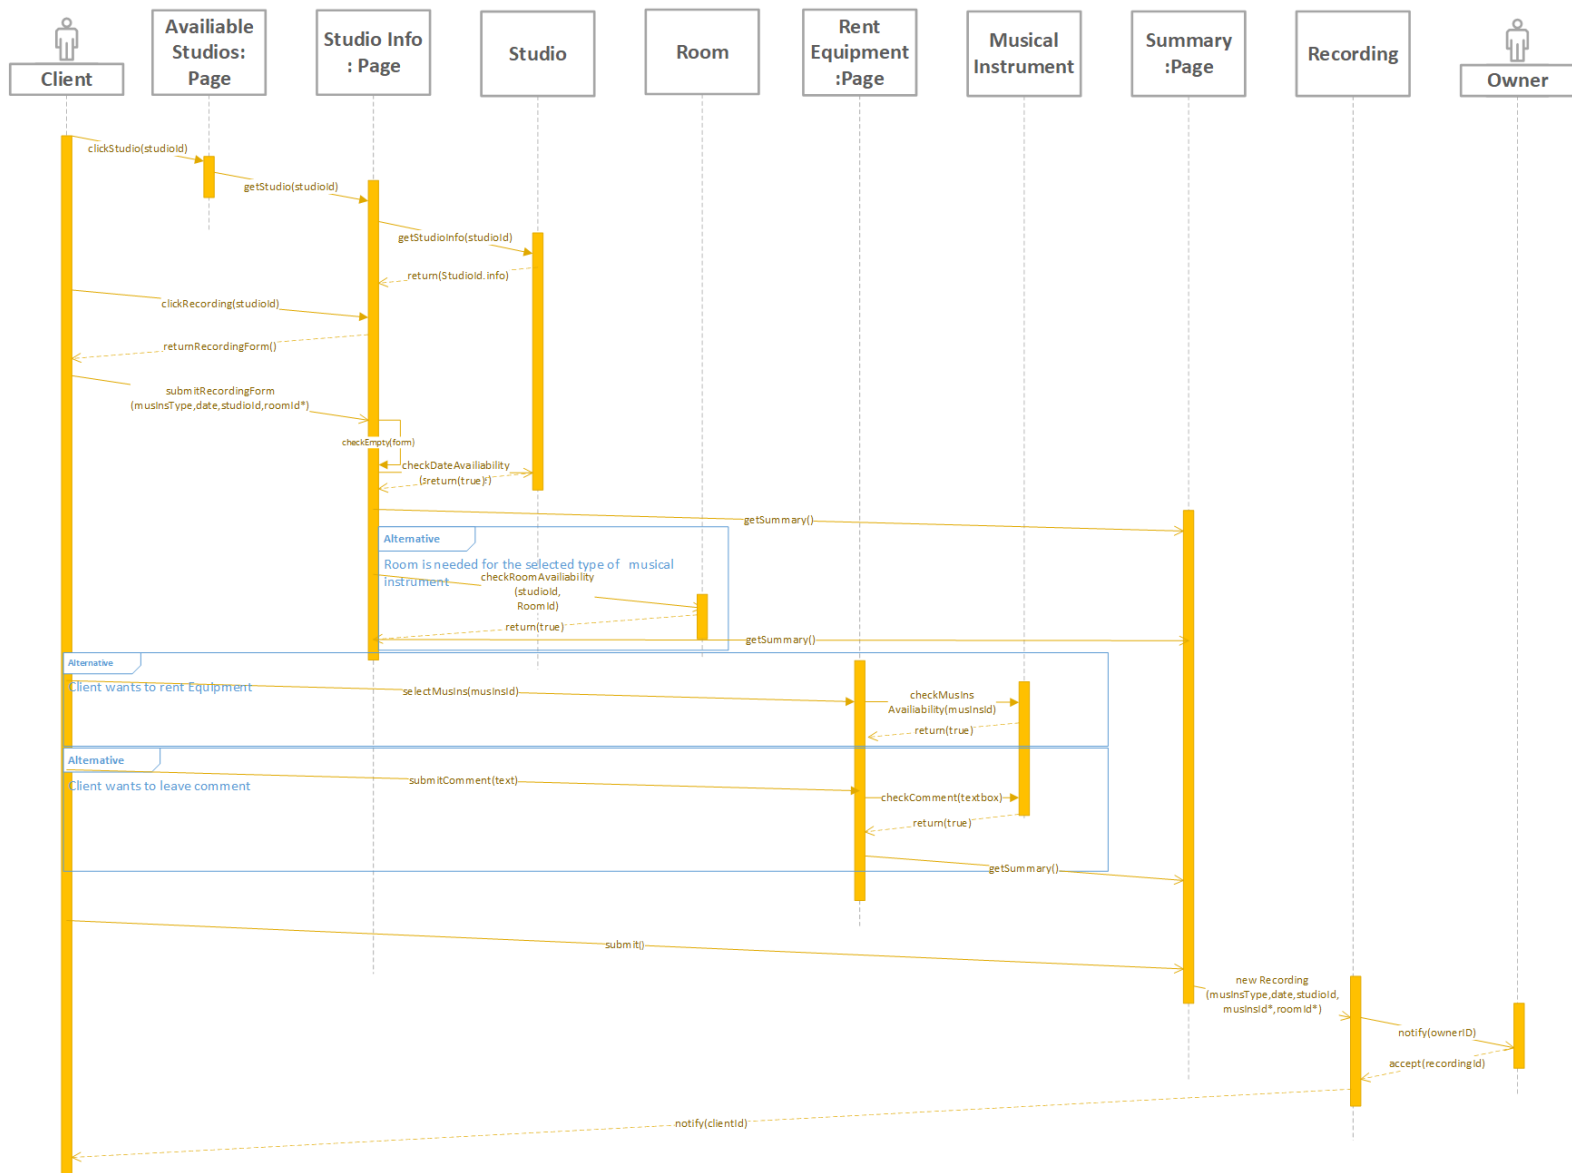 Client
Availiable
Studios:
Page
Studio Info
: Page
Studio
Room
Rent
Equipment
:Page
Musical
Instrument
Summary
:Page
Recording
Owner
clickStudio(studioId)
getStudio(studioId)
getStudioInfo(studioId)
return(StudioId.info)
clickRecording(studioId)
returnRecordingForm()
submitRecordingForm
(musInsType,date,studioId,roomId*)
checkEmpty(form)
checkDateAvailiability
return(true)
getSummary()
Alternative
Room is needed for the selected type of musical
instrument
checkRoomAvailiability
(studioId,
RoomId)
return(true)
getSummary()
Alternative
Client wants to rent Equipment
selectMusIns(musInsId)
checkMusIns
Availiability(musInsId)
return(true)
Alternative
Client wants to leave comment
submitComment(text)
checkComment(textbox)
return(true)
getSummary()
submit()
new Recording
(musInsType,date,studioId,
musInsId*,roomId*)
notify(ownerID)
accept(recordingId)
notify(clientId)